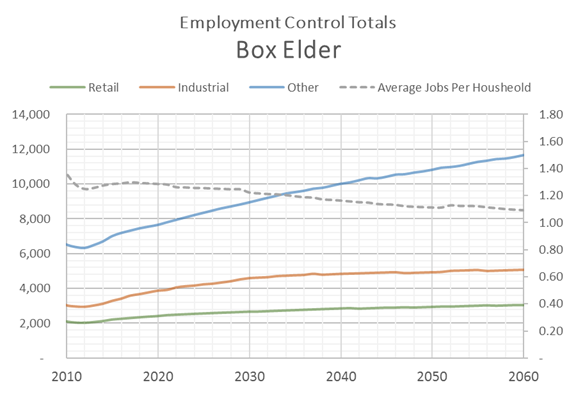 Employment Control Totals
Box Elder
Retail Industrial Other Average Jobs Per Housheold
14,000 1.80
12,000 1.60
10,000 1.40
8,000 1.20
6,000 1.00
4,000 0.80
2,000 0.60
- 0.40
0.20
-
2010 2020 2030 2040 2050 2060